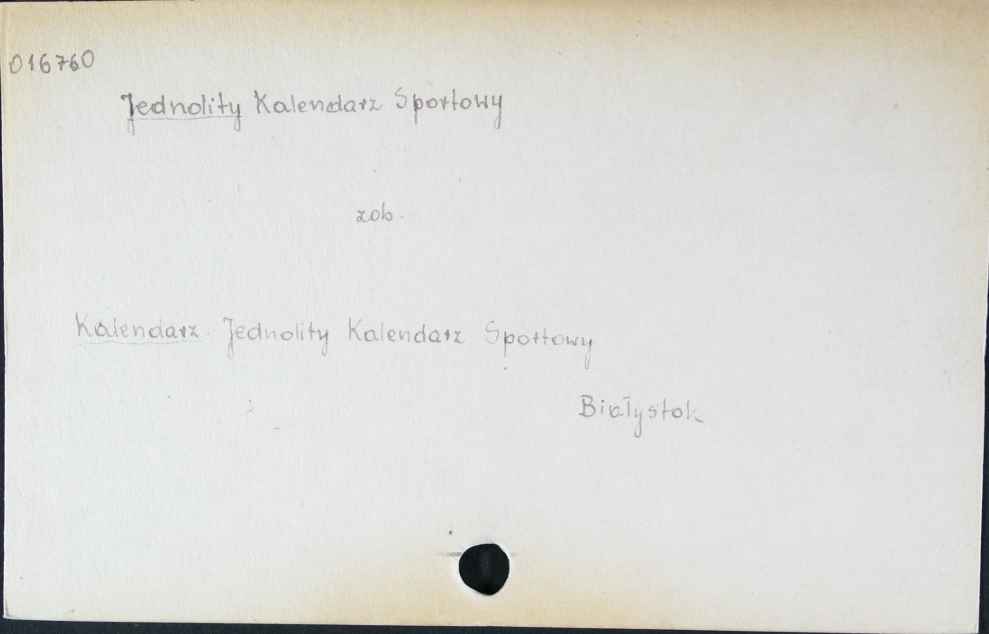 016760
Jednolity Kalendarz Sportowy
zob.
Kalendarz. Jednolity Kalendarz Sportowy
Białystok